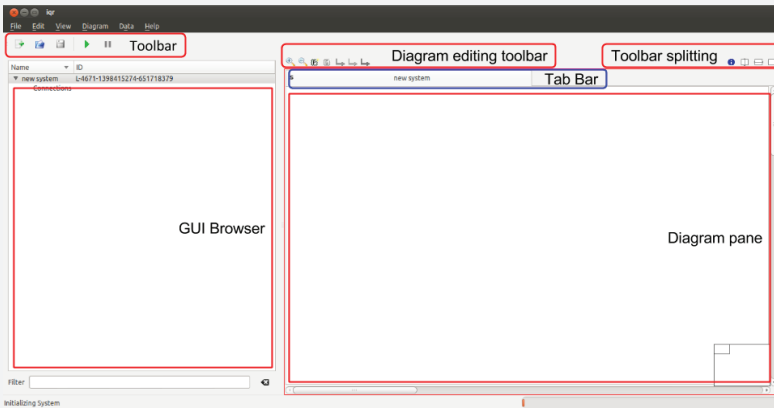 iqr
File Edit View Diagram Data Help
Toolbar
Diagram editing toolbar
Toolbar splitting
Name ID
new system L-4671-1398415274-651718379
Connections
new system
Tab Bar
GUI Browser
Diagram pane
Filter
Initializing System